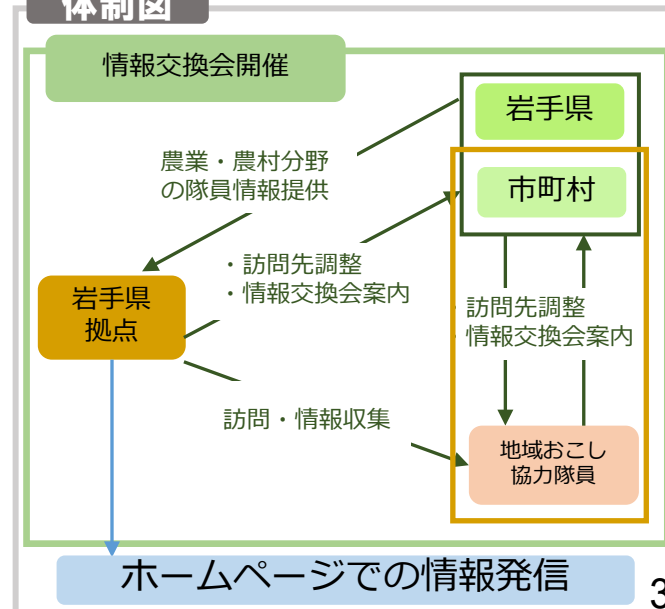 体制図
情報交換会開催
岩手県
農業・農村分野
の隊員情報提供
市町村
・訪問先調整
・情報交換会案内
岩手県
拠点
・訪問先調整
・情報交換会案内
訪問・情報収集
地域おこし
協力隊員
ホームページでの情報発信
3